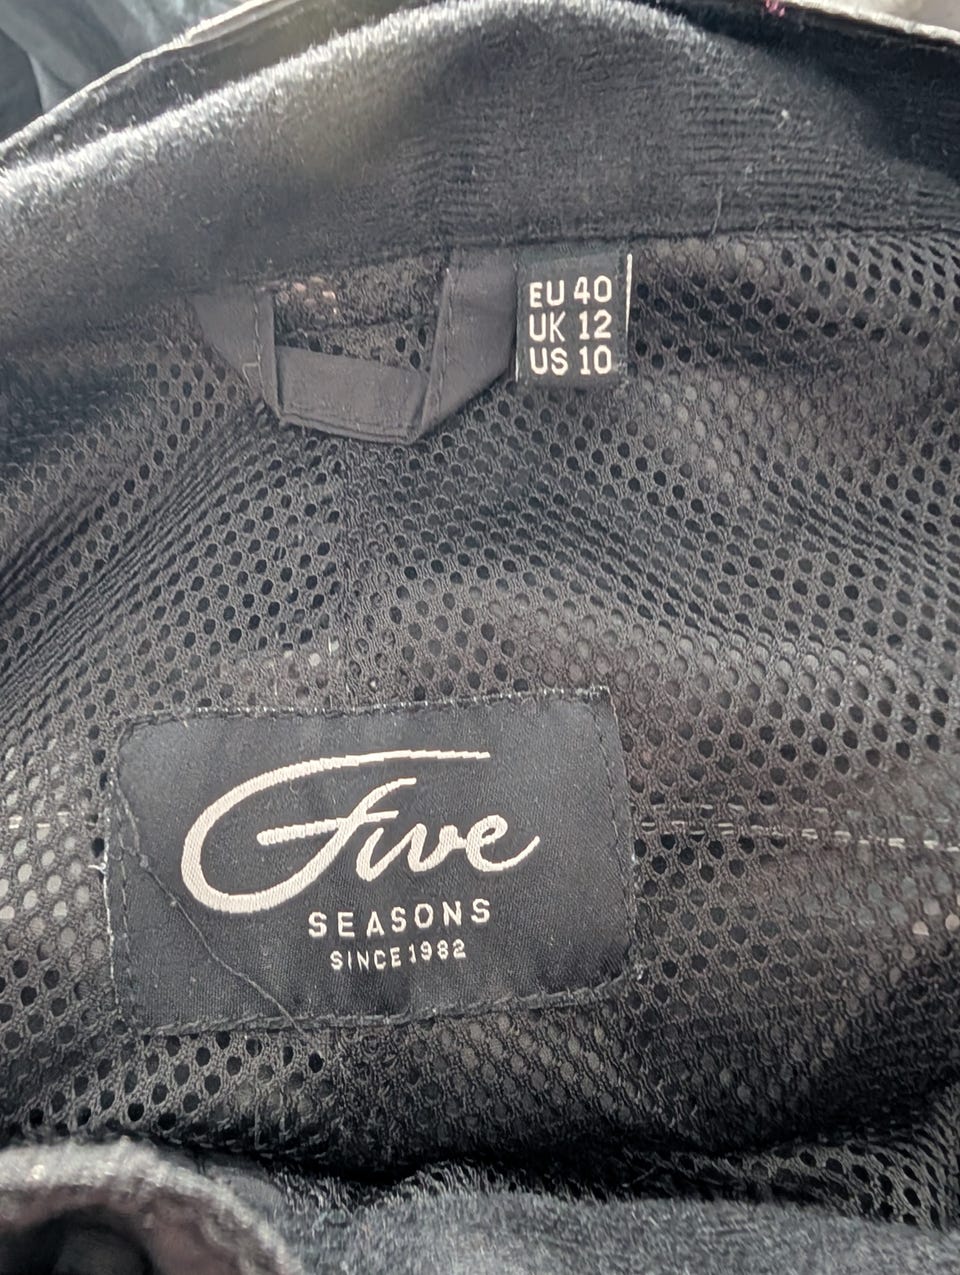 EU 40
UK 12
US 10
Five
SEASONS
SINCE 1982